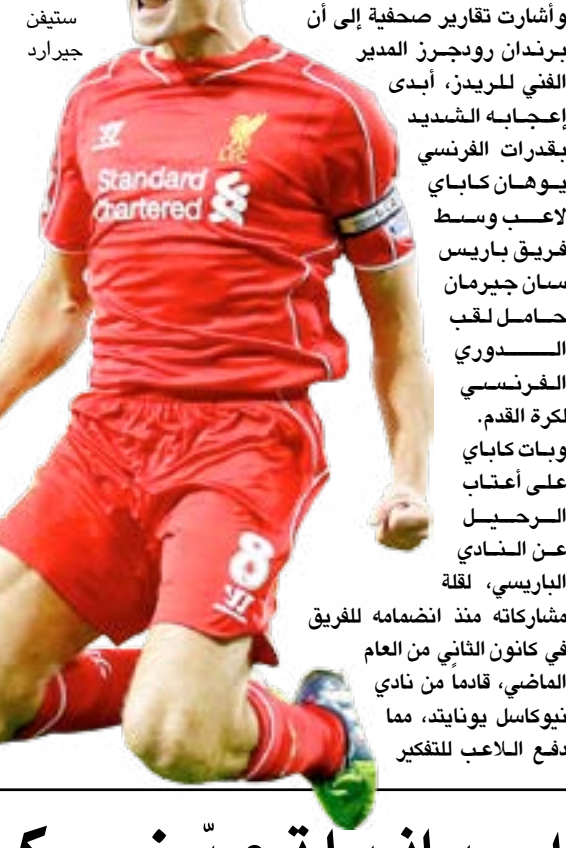 ستيفن
جيرارد
وأشارت تقارير صحفية إلى أن
برندان رودجرز المدير
الفني للريدز، أبدى
إعجابه الشديد
بقدرات الفرنسي
يوهان كاباي
لاعب وسط
فريق باريس
سان جيرمان
حامل لقب
الدوري
الفرنسي
لكرة القدم.
وبات كاباي
على أعتاب
الرحيل
عن النادي
الباريسي، لقلة
مشاركاته منذ انضمامه للفريق
في كانون الثاني من العام
الماضي، قادماً من نادي
نيوكاسل يونايتد، مما
دفع اللاعب للتفكير
Standard
Chartered
8